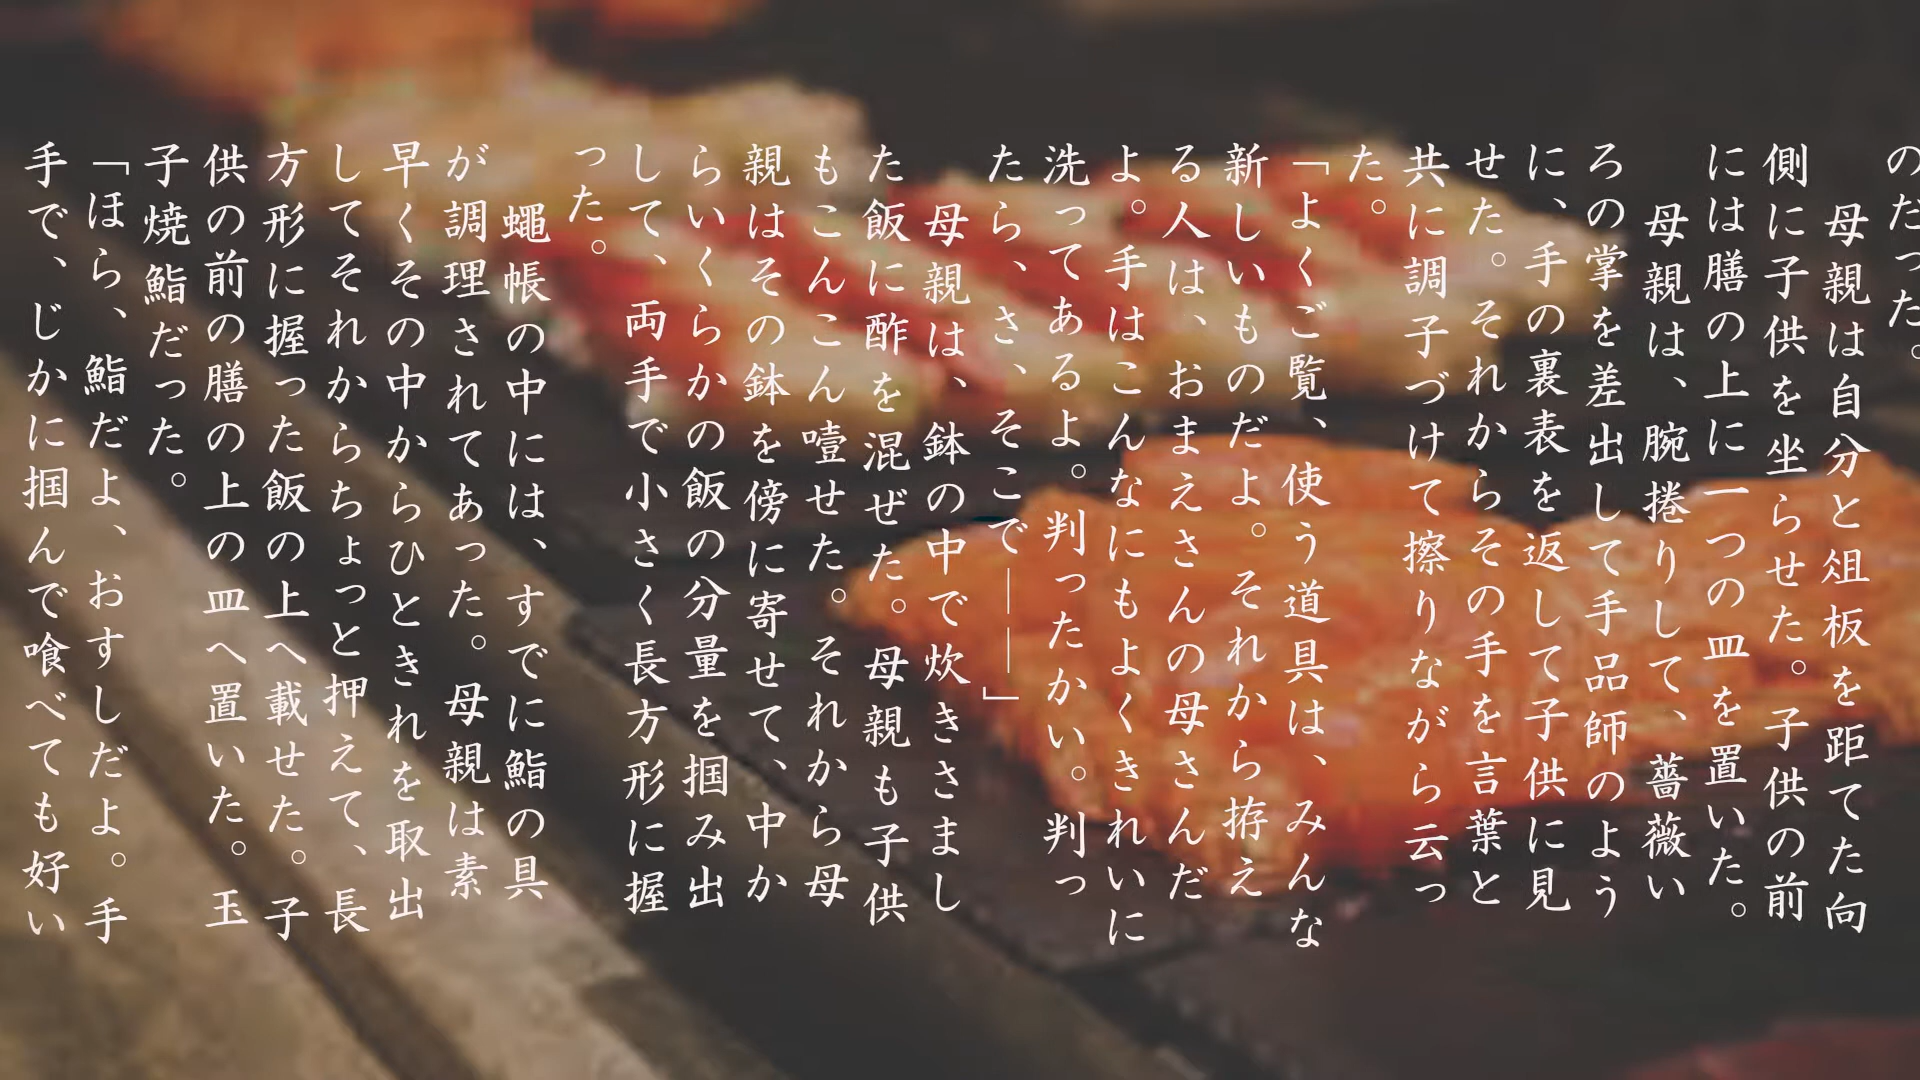 のだった。
母親は自分と俎板を距てた向
側に子供を坐らせた。子供の前
には膳の上に一つの皿を置いた。
母親は、腕捲りして、薔薇い
ろの掌を差出して手品師のよう
に、手の裏表を返して子供に見
せた。それからその手を言葉と
共に調子づけて擦りながら云っ
た。
「よくご覧、使う道具は、みんな
新しいものだよ。それから拵え
る人は、おまえさんの母さんだ
よ。手はこんなにもよくきれいに
洗ってあるよ。判ったかい。判っ
たら、さ、そこで――」
母親は、鉢の中で炊きさまし
た飯に酢を混ぜた。母親も子供
もこんこん噎せた。それから母
親はその鉢を傍に寄せて、中か
らいくらかの飯の分量を掴み出
して、両手で小さく長方形に握
った。
蠅帳の中には、すでに鮨の具
が調理されてあった。母親は素
早くその中からひときれを取出
してそれからちょっと押えて、長
方形に握った飯の上へ載せた。子
供の前の膳の上の皿へ置いた。玉
子焼鮨だった。
「ほら、鮨だよ、おすしだよ。手
手で、じかに掴んで喰べても好い